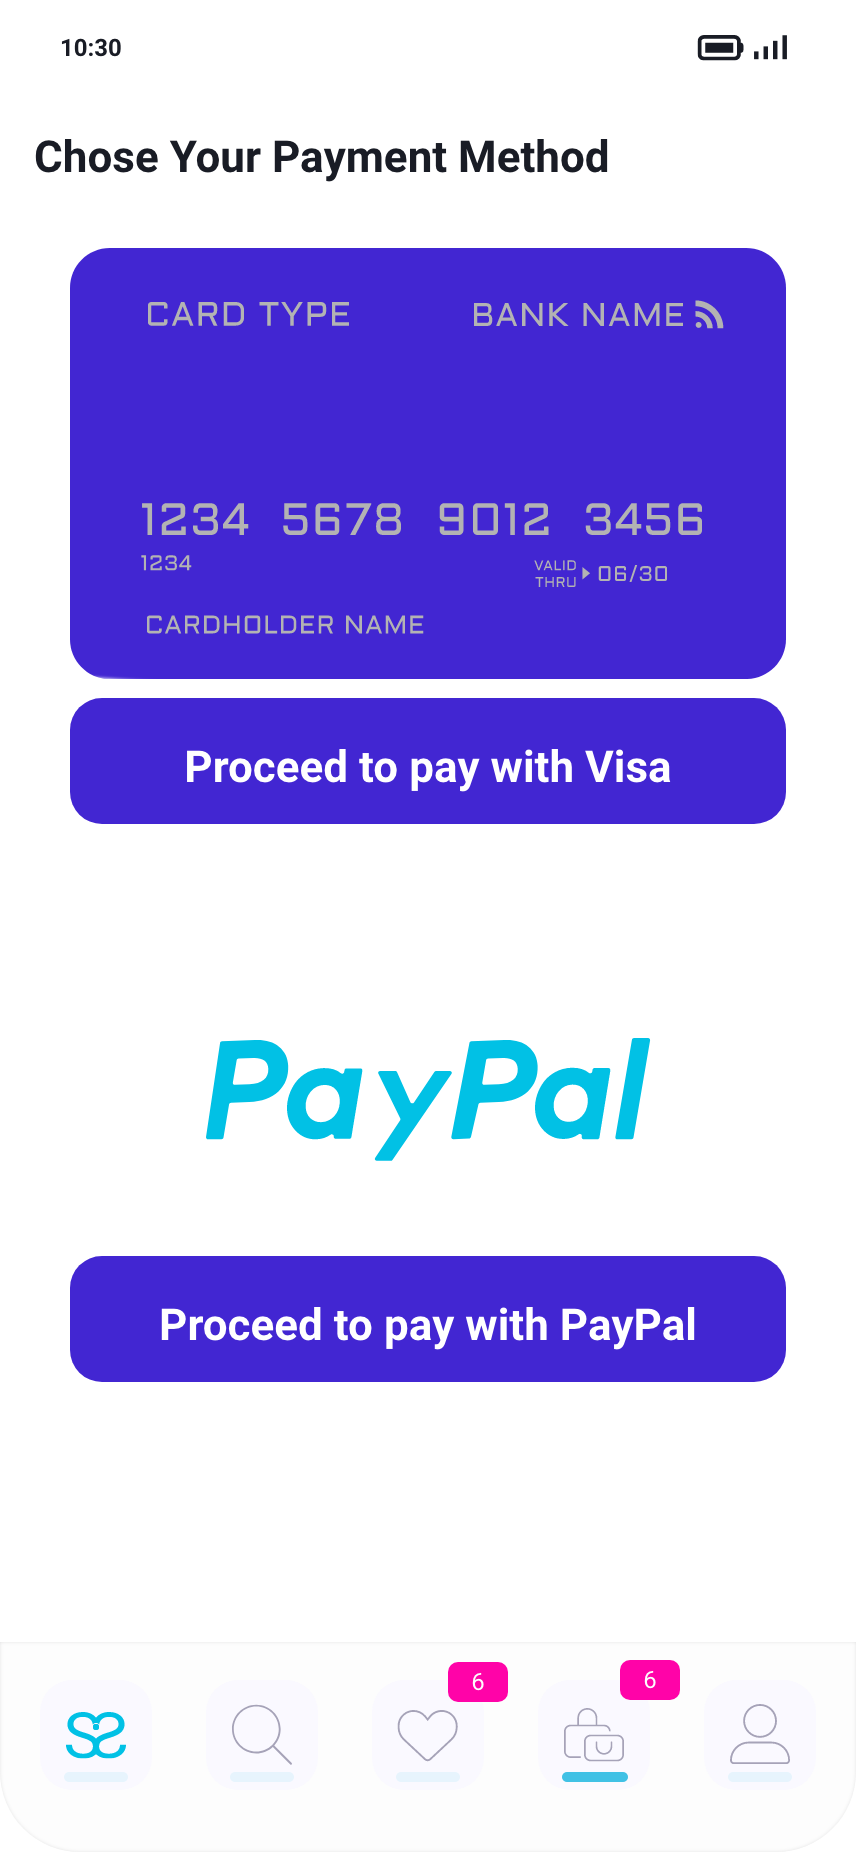 10:30
Chose Your Payment Method
CARD TYPE BANK NAME
1234 5678 9012 3456
1234
VALID THRU 06/30
CARDHOLDER NAME
Proceed to pay with Visa
PayPal
Proceed to pay with PayPal
6 6